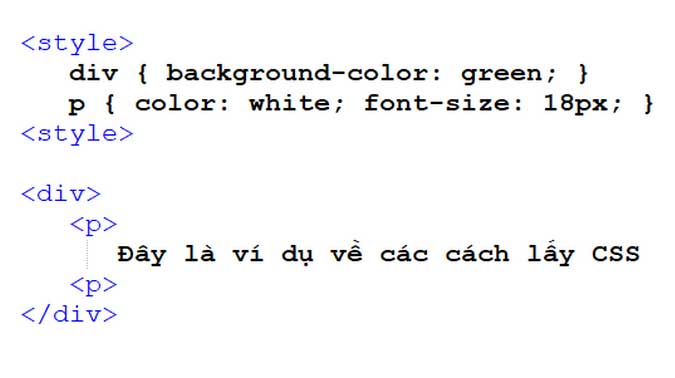 <style>
div { background-color: green; }
p { color: white; font-size: 18px; }
<style>
<div>
<p>
Đây là ví dụ về các cách lấy CSS
<p>
</div>